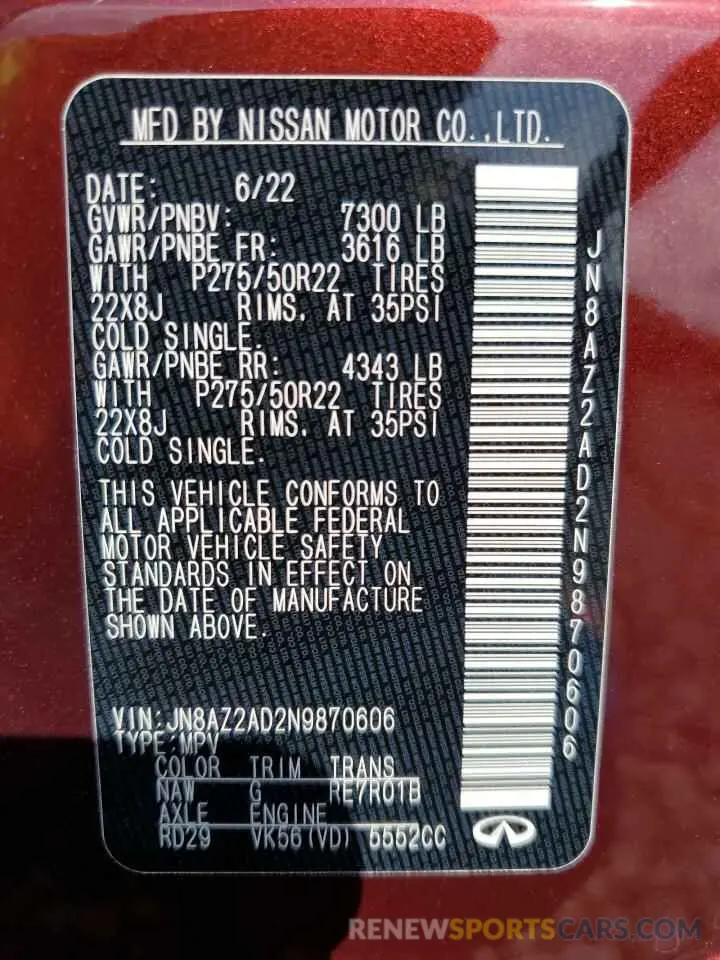 MFD BY NISSAN MOTOR CO.,LTD.
DATE: 6/22
GVWR/PNBV: 7300 LB
GAWR/PNBE FR: 3616 LB
WITH P275/50R22 TIRES
22X8J RIMS. AT 35PSI
COLD SINGLE.
GAWR/PNBE RR: 4343 LB
WITH P275/50R22 TIRES
22X8J RIMS. AT 35PSI
COLD SINGLE.
THIS VEHICLE CONFORMS TO
ALL APPLICABLE FEDERAL
MOTOR VEHICLE SAFETY
STANDARDS IN EFFECT ON
THE DATE OF MANUFACTURE
SHOWN ABOVE.
VIN:JN8AZ2AD2N9870606
TYPE:MPV
COLOR TRIM TRANS
NAW G RE7R01B
AXLE ENGINE
RD29 VK56(VD) 5552CC
JN8AZ2AD2N9870606
RENEWSPORTSCARS.COM